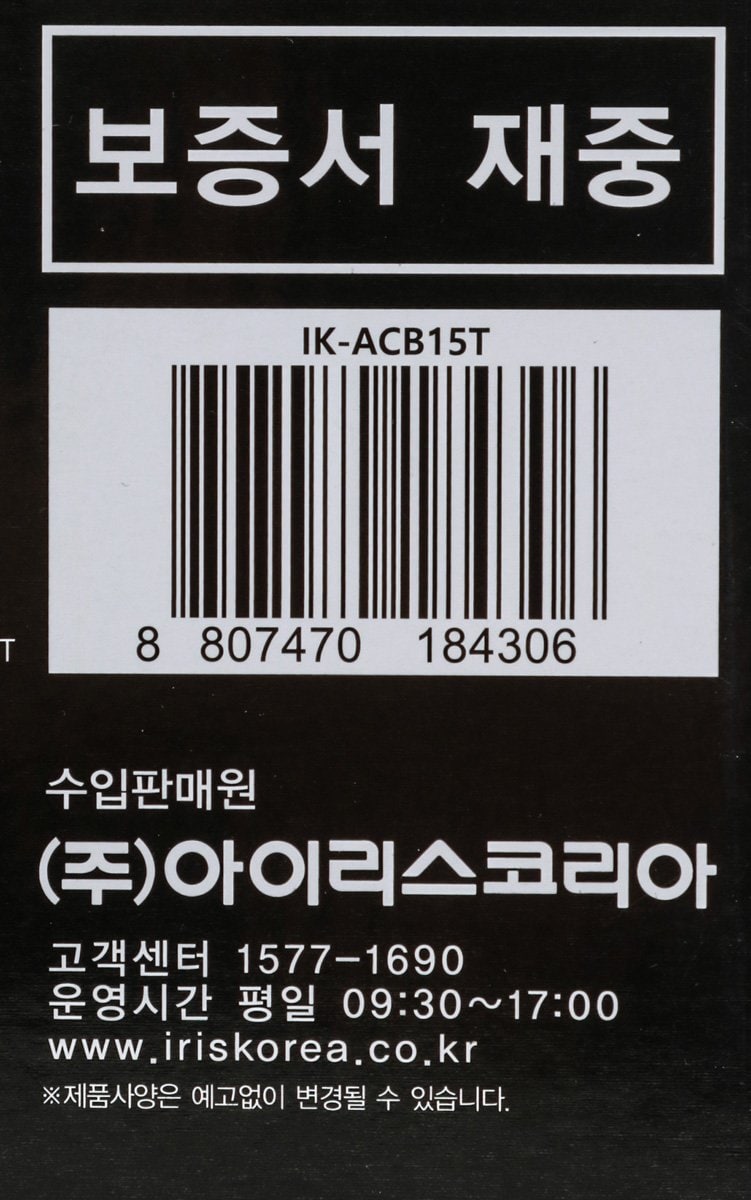 보증서 재중
IK-ACB15T
8 807470 184306
T
수입판매원
(주)아이리스코리아
고객센터 1577-1690
운영시간 평일 09:30~17:00
www.iriskorea.co.kr
※제품사양은 예고없이 변경될 수 있습니다.